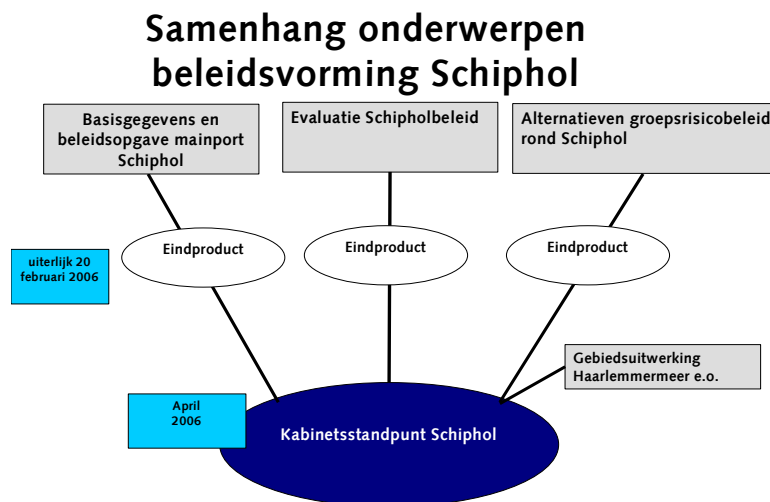 Samenhang onderwerpen
beleidsvorming Schiphol
Basisgegevens en
beleidsopgave mainport
Schiphol
Evaluatie Schipholbeleid
Alternatieven groepsrisicobeleid
rond Schiphol
Eindproduct
Eindproduct
Eindproduct
uiterlijk 20
februari 2006
Gebiedsuitwerking
Haarlemmermeer e.o.
April
2006
Kabinetsstandpunt Schiphol